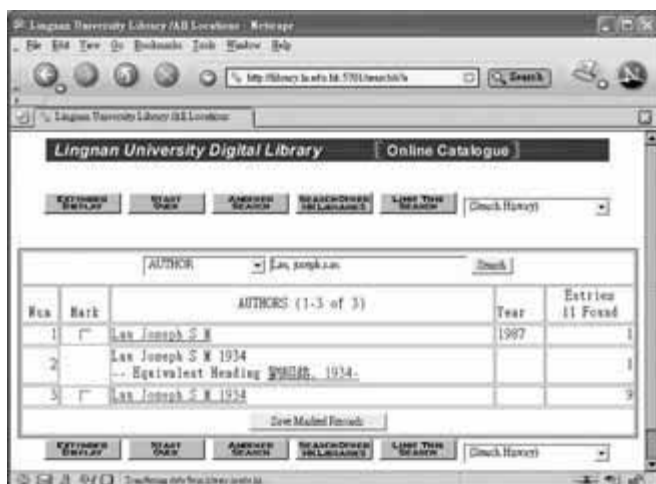 Lingnan University Library /All Locations - Netscape
File Edit View Go Bookmarks Tools Window Help
Search
Lingnan University Library /All Locations
Lingnan University Digital Library [ Online Catalogue ]
EXTENDED DISPLAY START OVER ANOTHER SEARCH SEARCH OTHER HK LIBRARIES LIMIT THIS SEARCH (Search History)
AUTHOR Search
Num Mark AUTHORS (1-3 of 3) Year Entries 11 Found
1 Lau Joseph S M 1987 1
2 Lau Joseph S M 1934 1
-- Equivalent Heading 1934-
3 Lau Joseph S M 1934 9
Save Marked Records
EXTENDED DISPLAY START OVER ANOTHER SEARCH SEARCH OTHER HK LIBRARIES LIMIT THIS SEARCH (Search History)